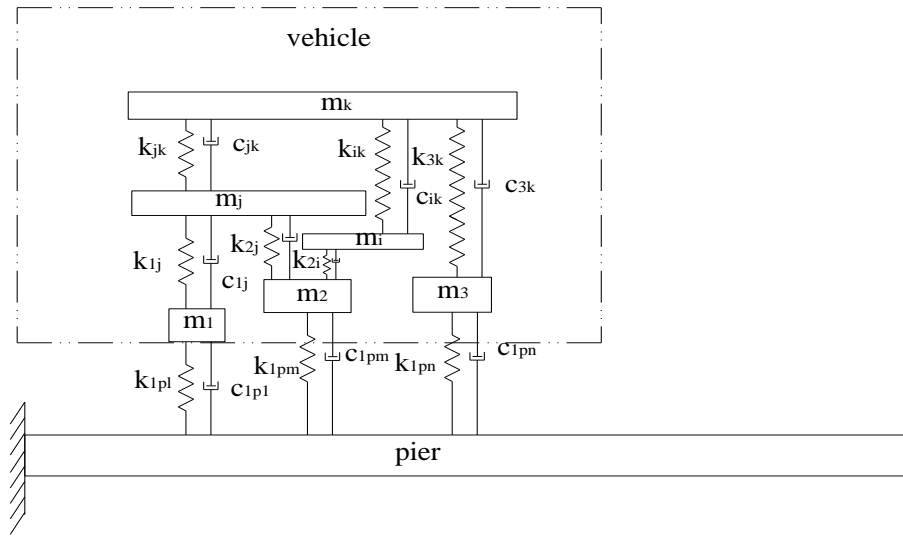 vehicle
mk
kjk
cjk
kik
k3k
cik
c3k
mj
k2j
mi
k1j
c1j
k2i
m1
m2
m3
k1pl
c1p1
k1pm
c1pm
k1pn
c1pn
pier